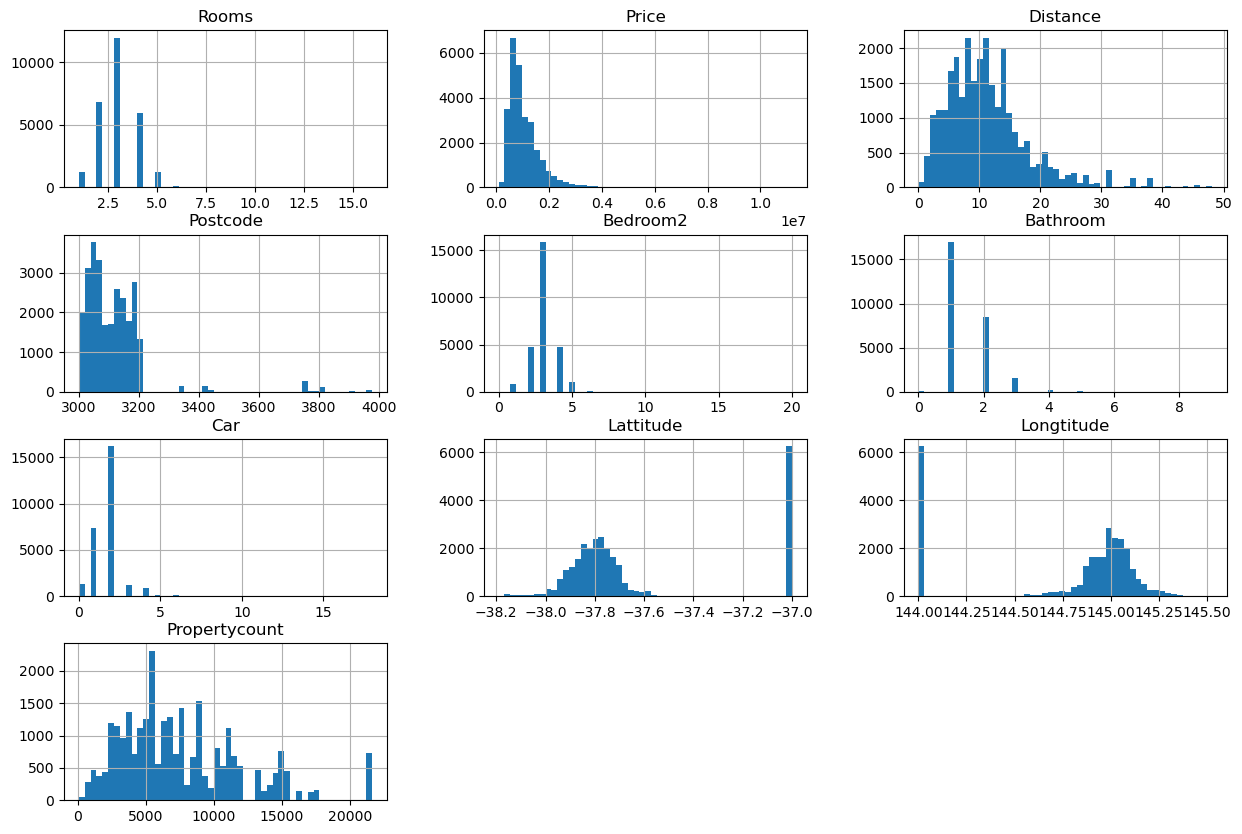 Rooms Price Distance
10000
5000
0
2.5 5.0 7.5 10.0 12.5 15.0
6000
4000
2000
0
0.0 0.2 0.4 0.6 0.8 1.0
1e7
2000
1500
1000
500
0
0 10 20 30 40 50
Postcode Bedroom2 Bathroom
3000
2000
1000
0
3000 3200 3400 3600 3800 4000
15000
10000
5000
0
0 5 10 15 20
15000
10000
5000
0
0 2 4 6 8
Car Lattitude Longtitude
15000
10000
5000
0
0 5 10 15
6000
4000
2000
0
−38.2 −38.0 −37.8 −37.6 −37.4 −37.2 −37.0
6000
4000
2000
0
144.00 144.25 144.50 144.75 145.00 145.25 145.50
Propertycount
2000
1500
1000
500
0
0 5000 10000 15000 20000